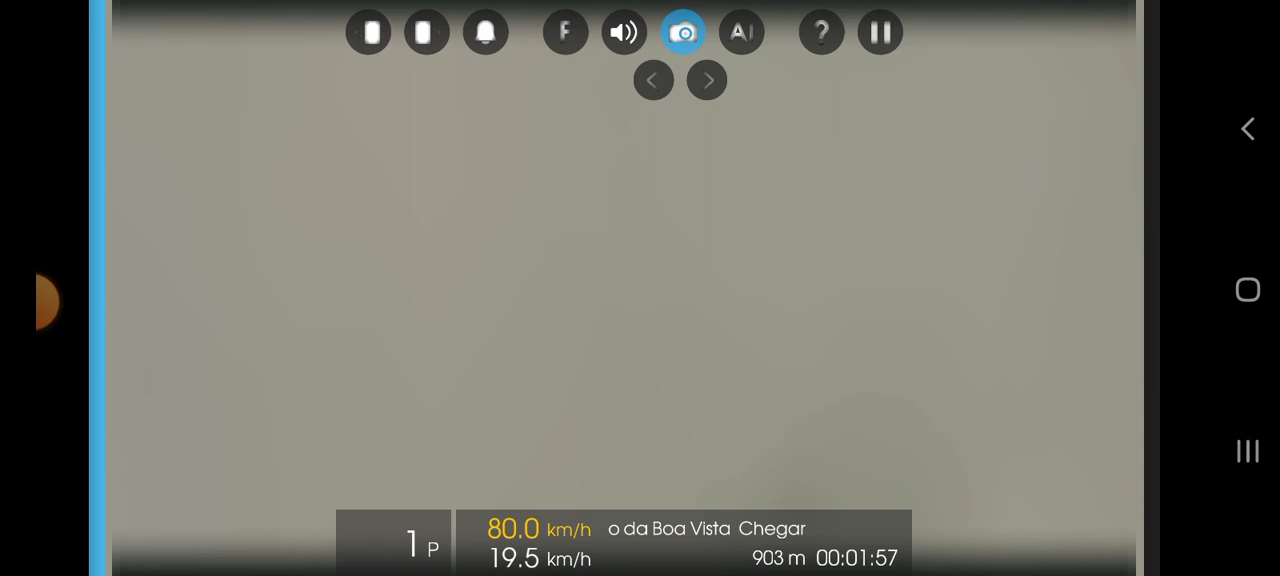 F
AI
?
80.0 km/h o da Boa Vista Chegar
1 P
19.5 km/h 903 m 00:01:57